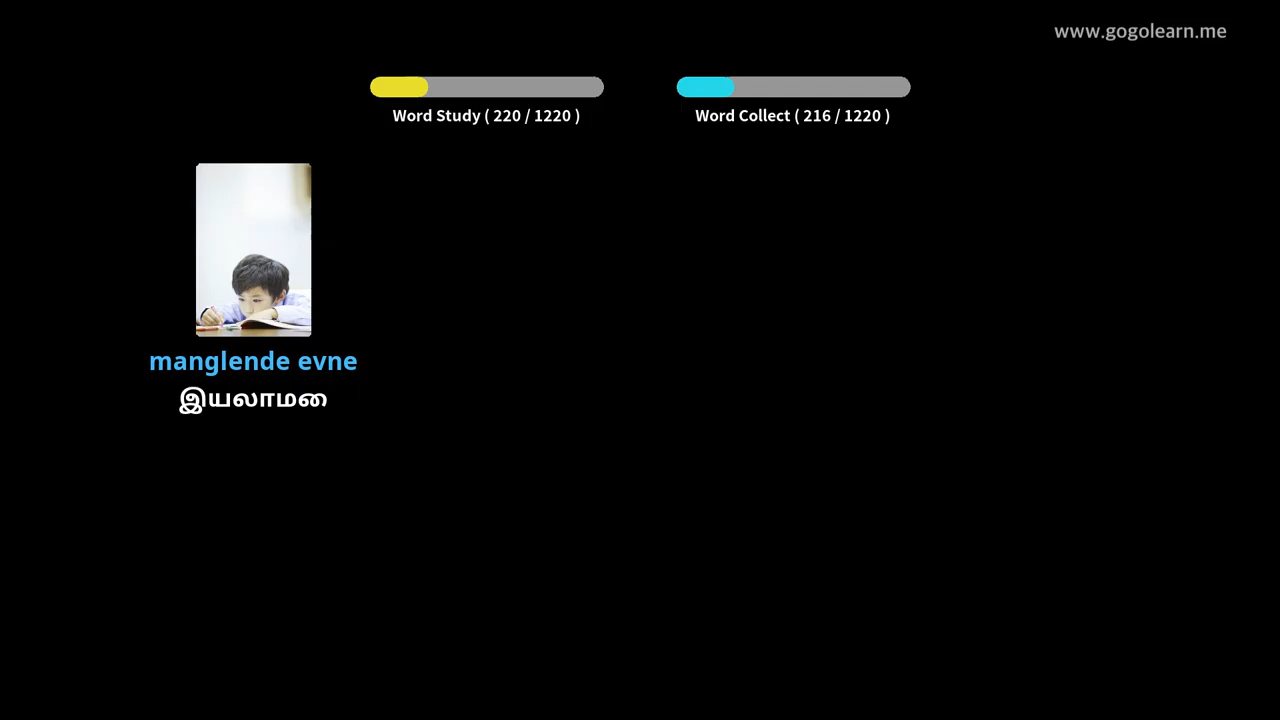 www.gogolearn.me
Word Study ( 220 / 1220 )
Word Collect ( 216 / 1220 )
manglende evne
இயலாமை